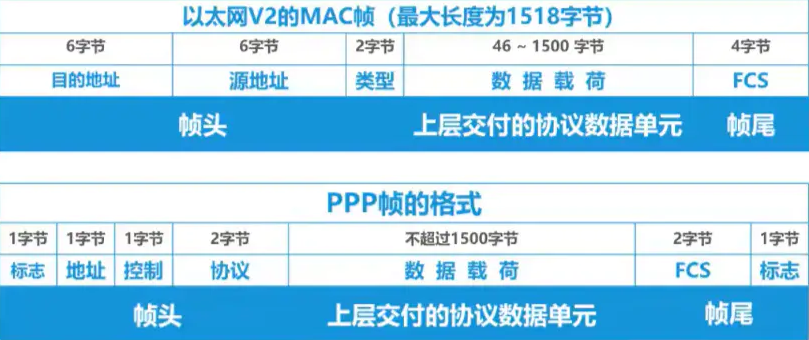 以太网V2的MAC帧（最大长度为1518字节）
6字节 6字节 2字节 46 ~ 1500 字节 4字节
目的地址 源地址 类型 数 据 载 荷 FCS
帧头 上层交付的协议数据单元 帧尾
PPP帧的格式
1字节 1字节 1字节 2字节 不超过1500字节 2字节 1字节
标志 地址 控制 协议 数 据 载 荷 FCS 标志
帧头 上层交付的协议数据单元 帧尾